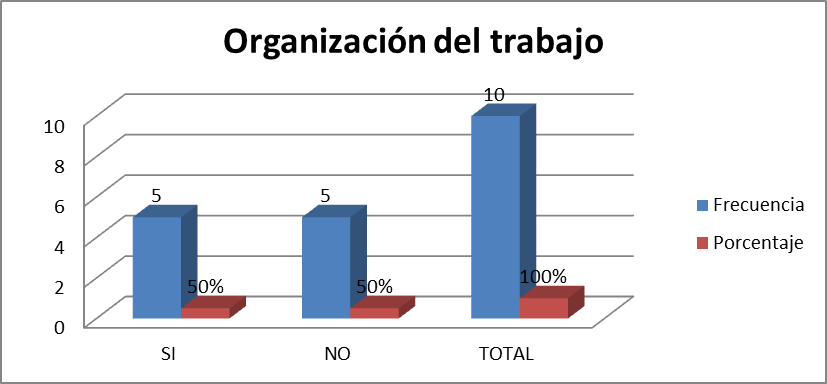 Organización del trabajo
10
8
6
4
2
0
5
50%
5
50%
10
100%
SI
NO
TOTAL
Frecuencia
Porcentaje